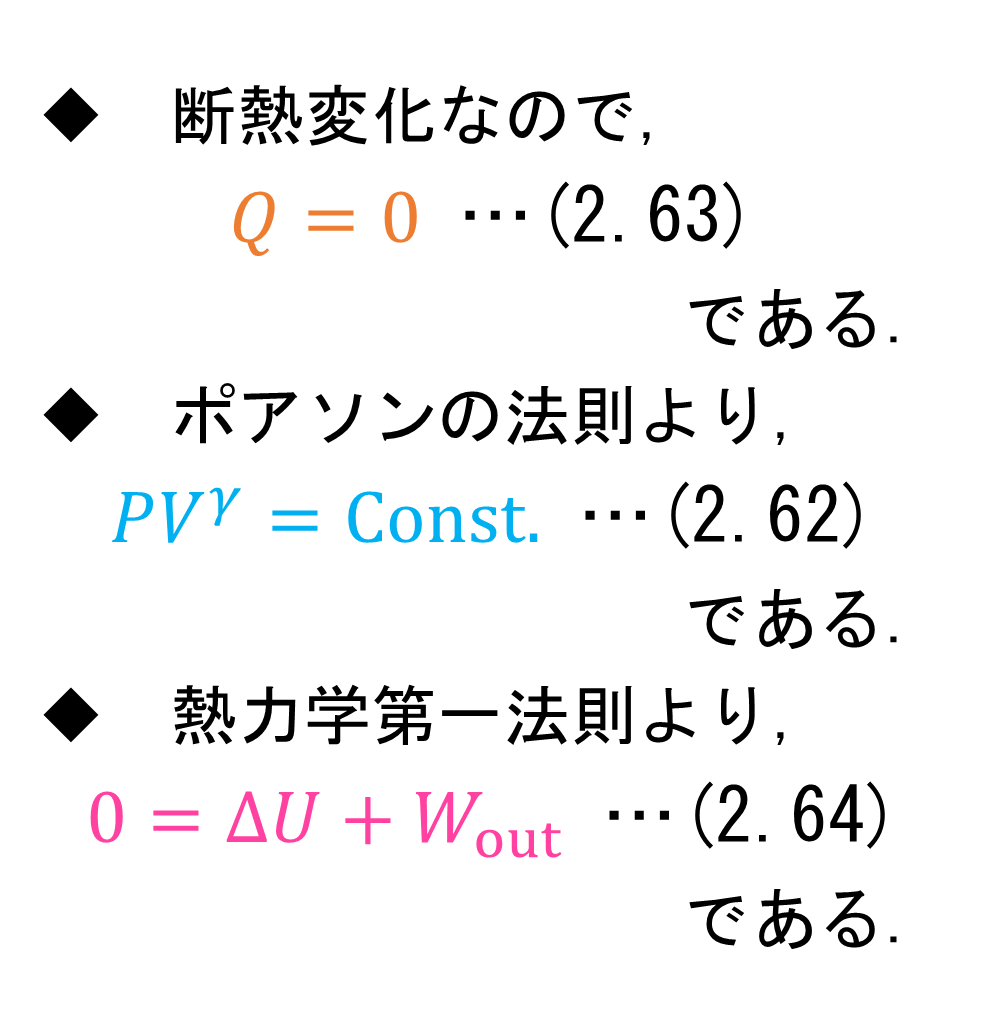 ◆ 断熱変化なので,
Q = 0 …(2.63)
である.
◆ ポアソンの法則より,
PV^γ = Const. …(2.62)
である.
◆ 熱力学第一法則より,
0 = ΔU + W_out …(2.64)
である.